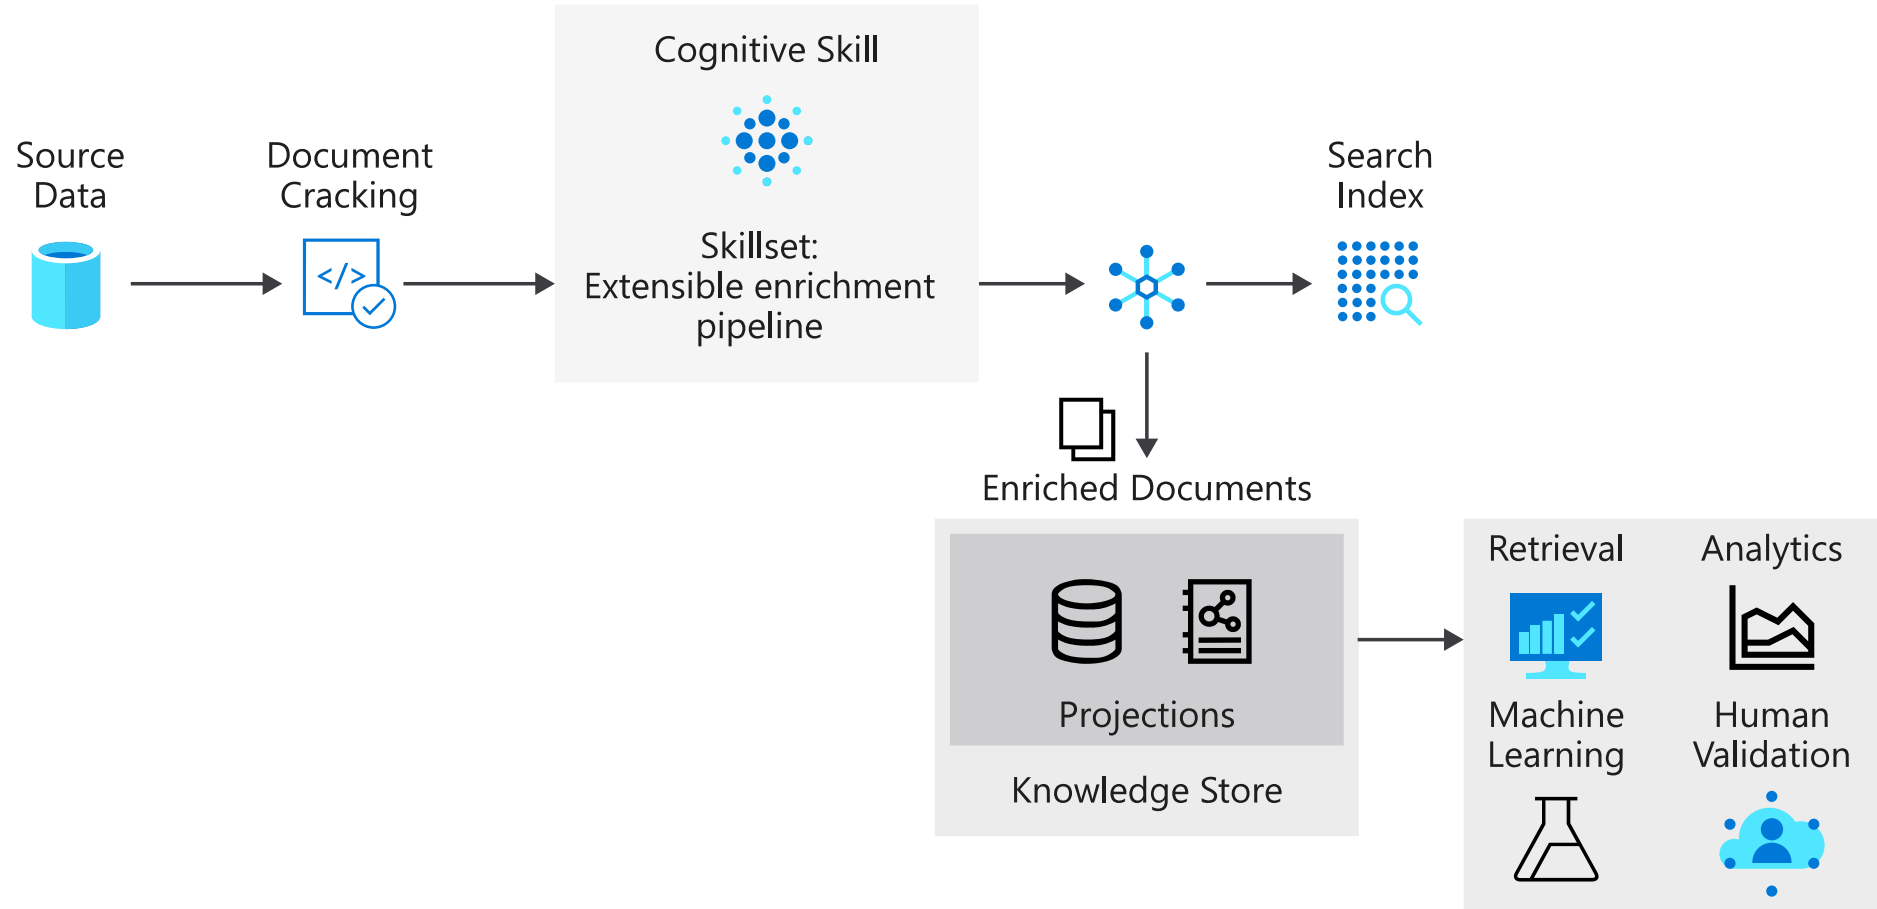 Source
Data
Document
Cracking
Cognitive Skill
Skillset:
Extensible enrichment
pipeline
Search
Index
Enriched Documents
Projections
Knowledge Store
Retrieval
Analytics
Machine
Learning
Human
Validation